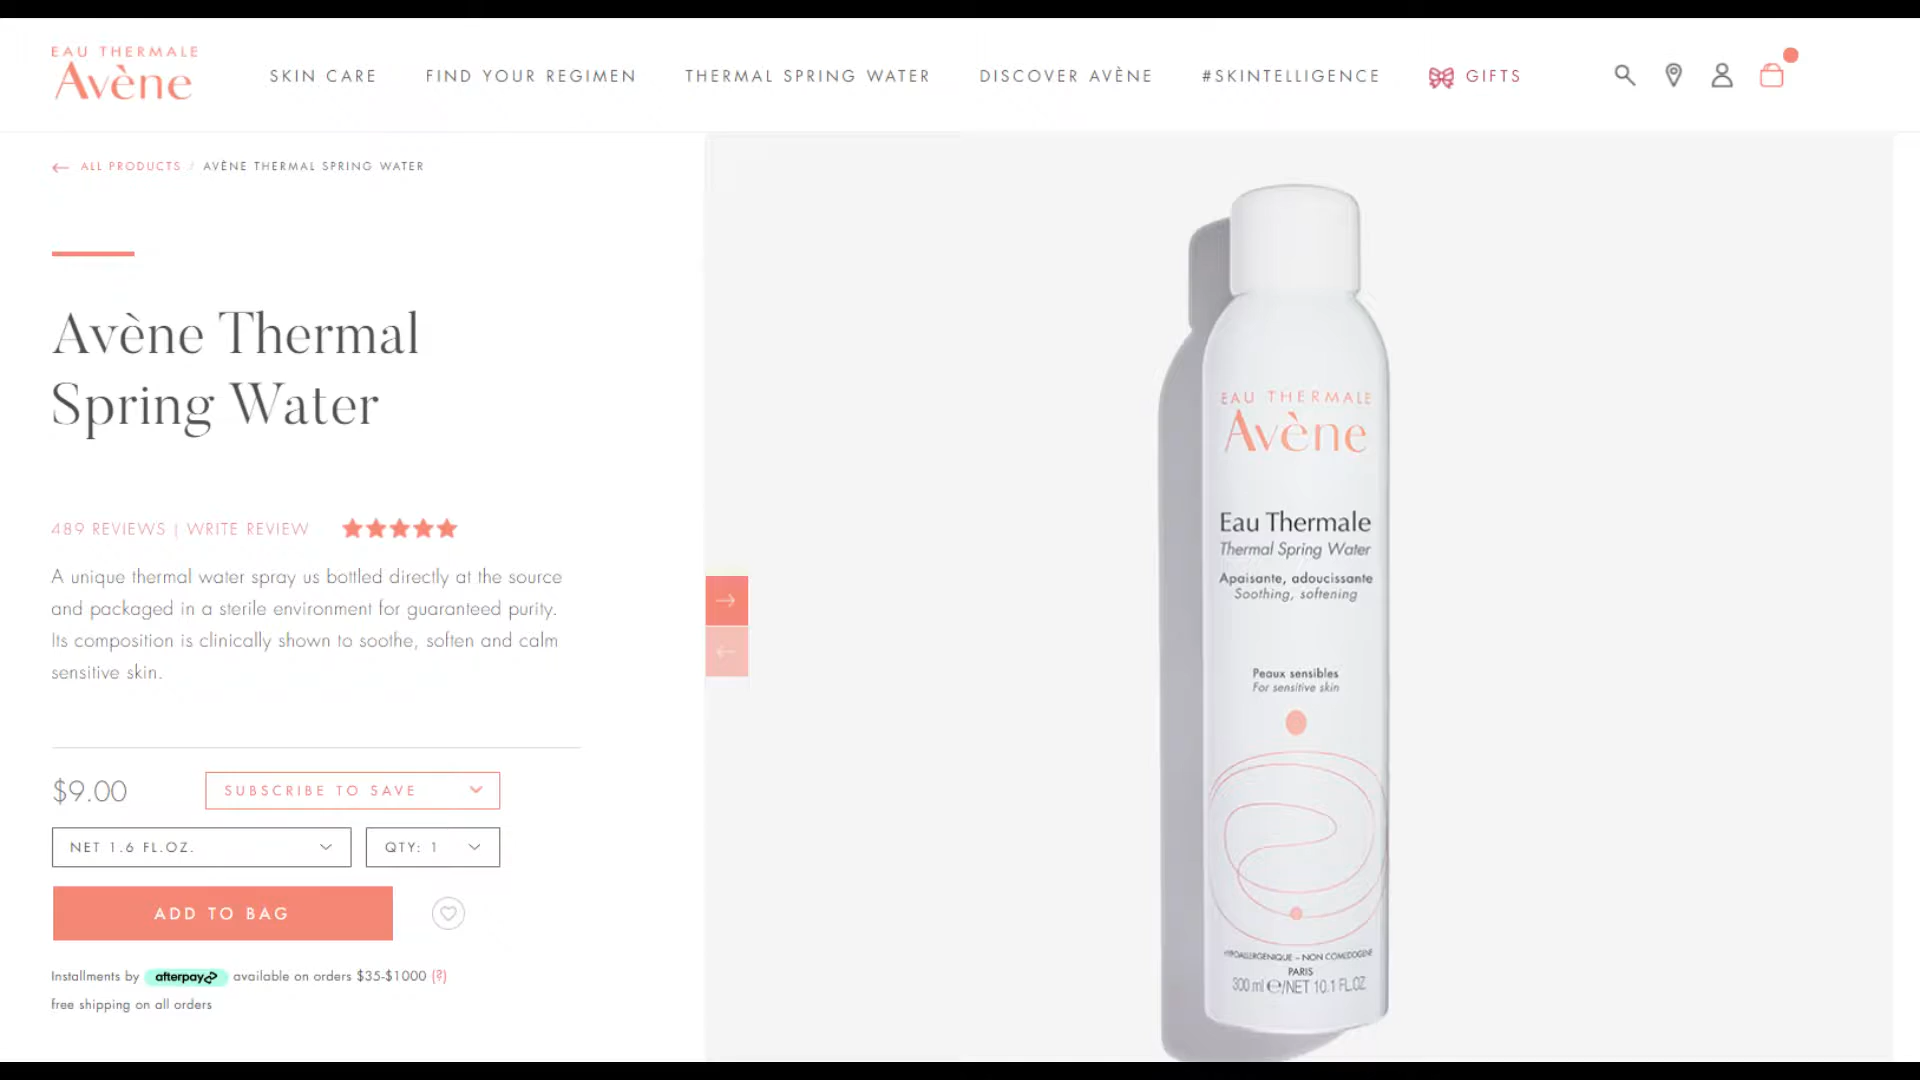 EAU THERMALE
Avène
SKIN CARE
FIND YOUR REGIMEN
THERMAL SPRING WATER
DISCOVER AVÈNE
#SKINTELLIGENCE
GIFTS
← ALL PRODUCTS / AVÈNE THERMAL SPRING WATER
Avène Thermal
Spring Water
489 REVIEWS | WRITE REVIEW
A unique thermal water spray us bottled directly at the source
and packaged in a sterile environment for guaranteed purity.
Its composition is clinically shown to soothe, soften and calm
sensitive skin.
$9.00
SUBSCRIBE TO SAVE
NET 1.6 FL.OZ.
QTY: 1
ADD TO BAG
Installments by afterpay available on orders $35-$1000 (?)
free shipping on all orders
EAU THERMALE
Avène
Eau Thermale
Thermal Spring Water
Apaisante, adoucissante
Soothing, softening
Peaux sensibles
For sensitive skin
HYPOALLERGENIQUE – NON COMEDOGENE
PARIS
300 ml ℮/NET 10.1 FL.OZ